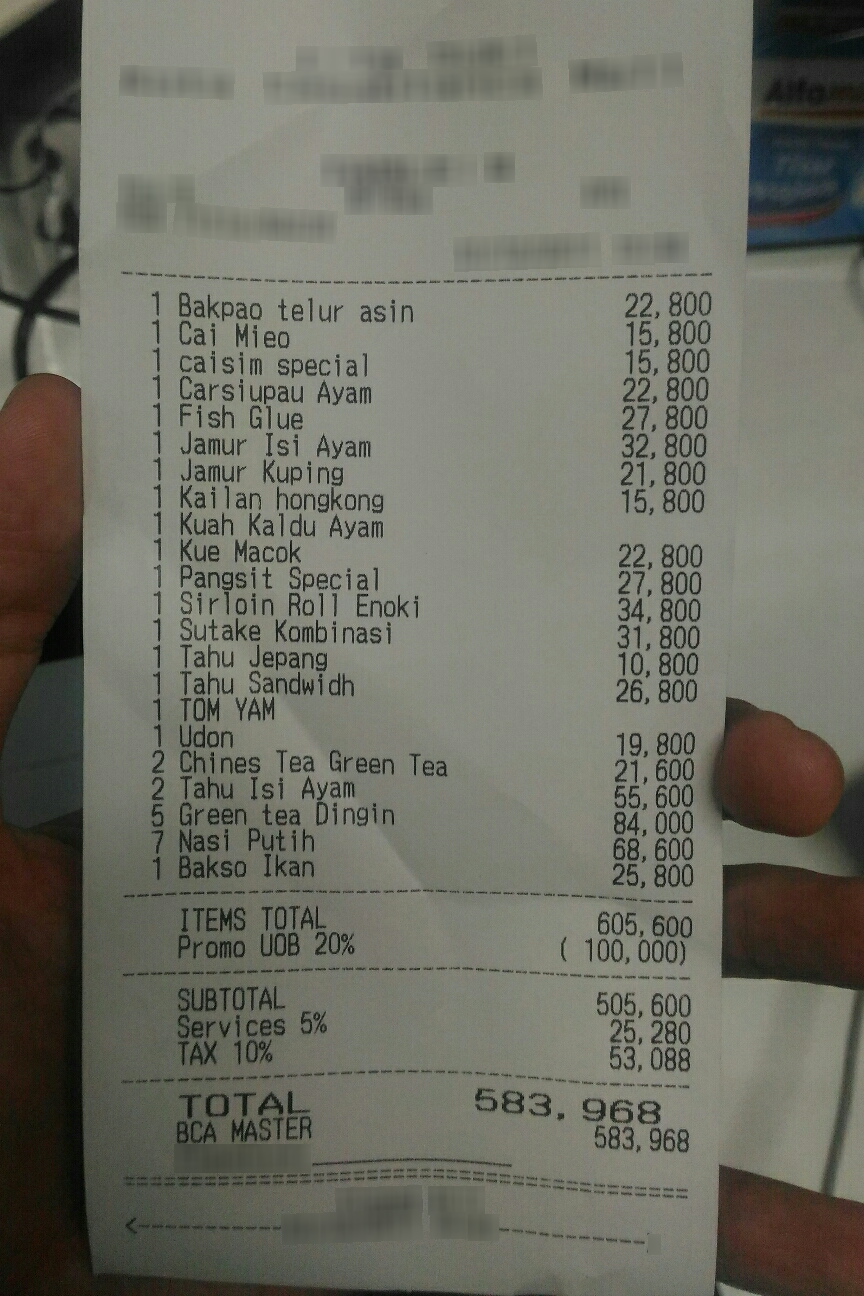 Alfa
1 Bakpao telur asin 22,800
1 Cai Mieo 15,800
1 caisim special 15,800
1 Carsiupau Ayam 22,800
1 Fish Glue 27,800
1 Jamur Isi Ayam 32,800
1 Jamur Kuping 21,800
1 Kailan hongkong 15,800
1 Kuah Kaldu Ayam
1 Kue Macok 22,800
1 Pangsit Special 27,800
1 Sirloin Roll Enoki 34,800
1 Sutake Kombinasi 31,800
1 Tahu Jepang 10,800
1 Tahu Sandwidh 26,800
1 TOM YAM
1 Udon 19,800
2 Chines Tea Green Tea 21,600
2 Tahu Isi Ayam 55,600
5 Green tea Dingin 84,000
7 Nasi Putih 68,600
1 Bakso Ikan 25,800
ITEMS TOTAL 605,600
Promo UOB 20% ( 100,000)
SUBTOTAL 505,600
Services 5% 25,280
TAX 10% 53,088
TOTAL 583.968
BCA MASTER 583,968